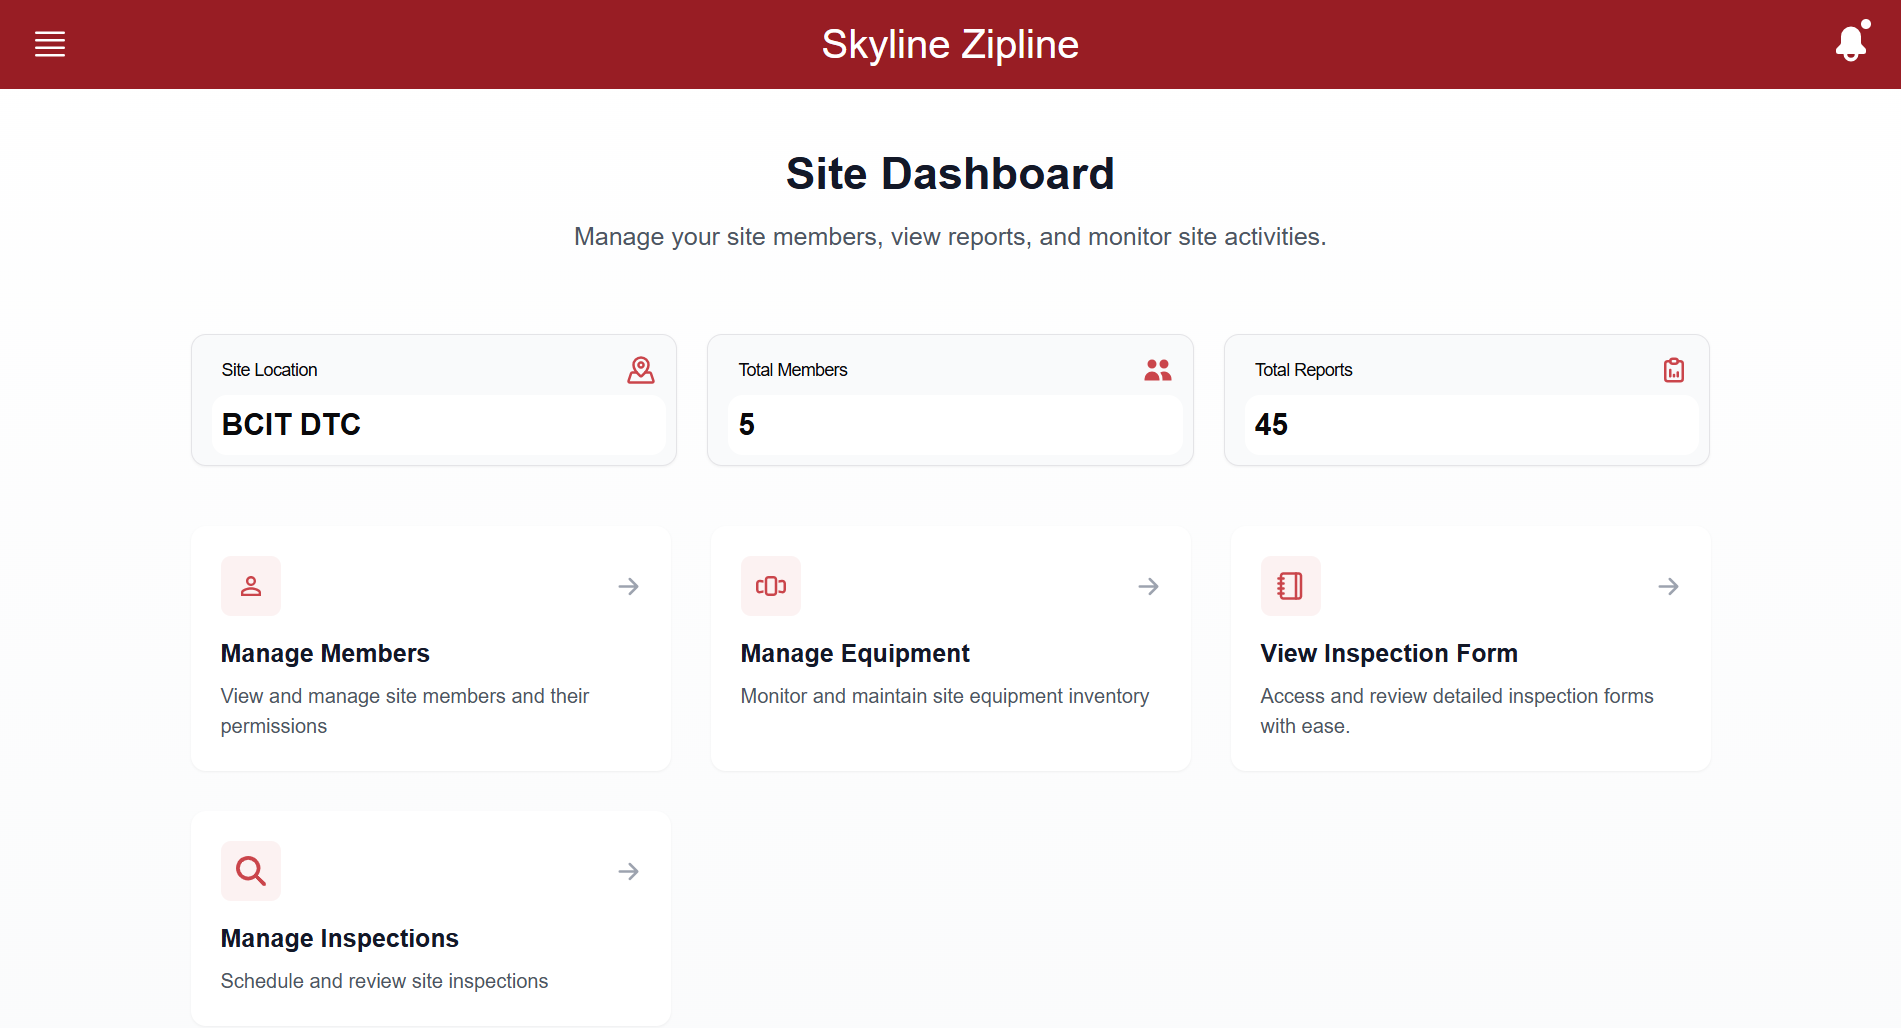 Skyline Zipline
Site Dashboard
Manage your site members, view reports, and monitor site activities.
Site Location
BCIT DTC
Total Members
5
Total Reports
45
Manage Members
View and manage site members and their
permissions
Manage Equipment
Monitor and maintain site equipment inventory
View Inspection Form
Access and review detailed inspection forms
with ease.
Manage Inspections
Schedule and review site inspections